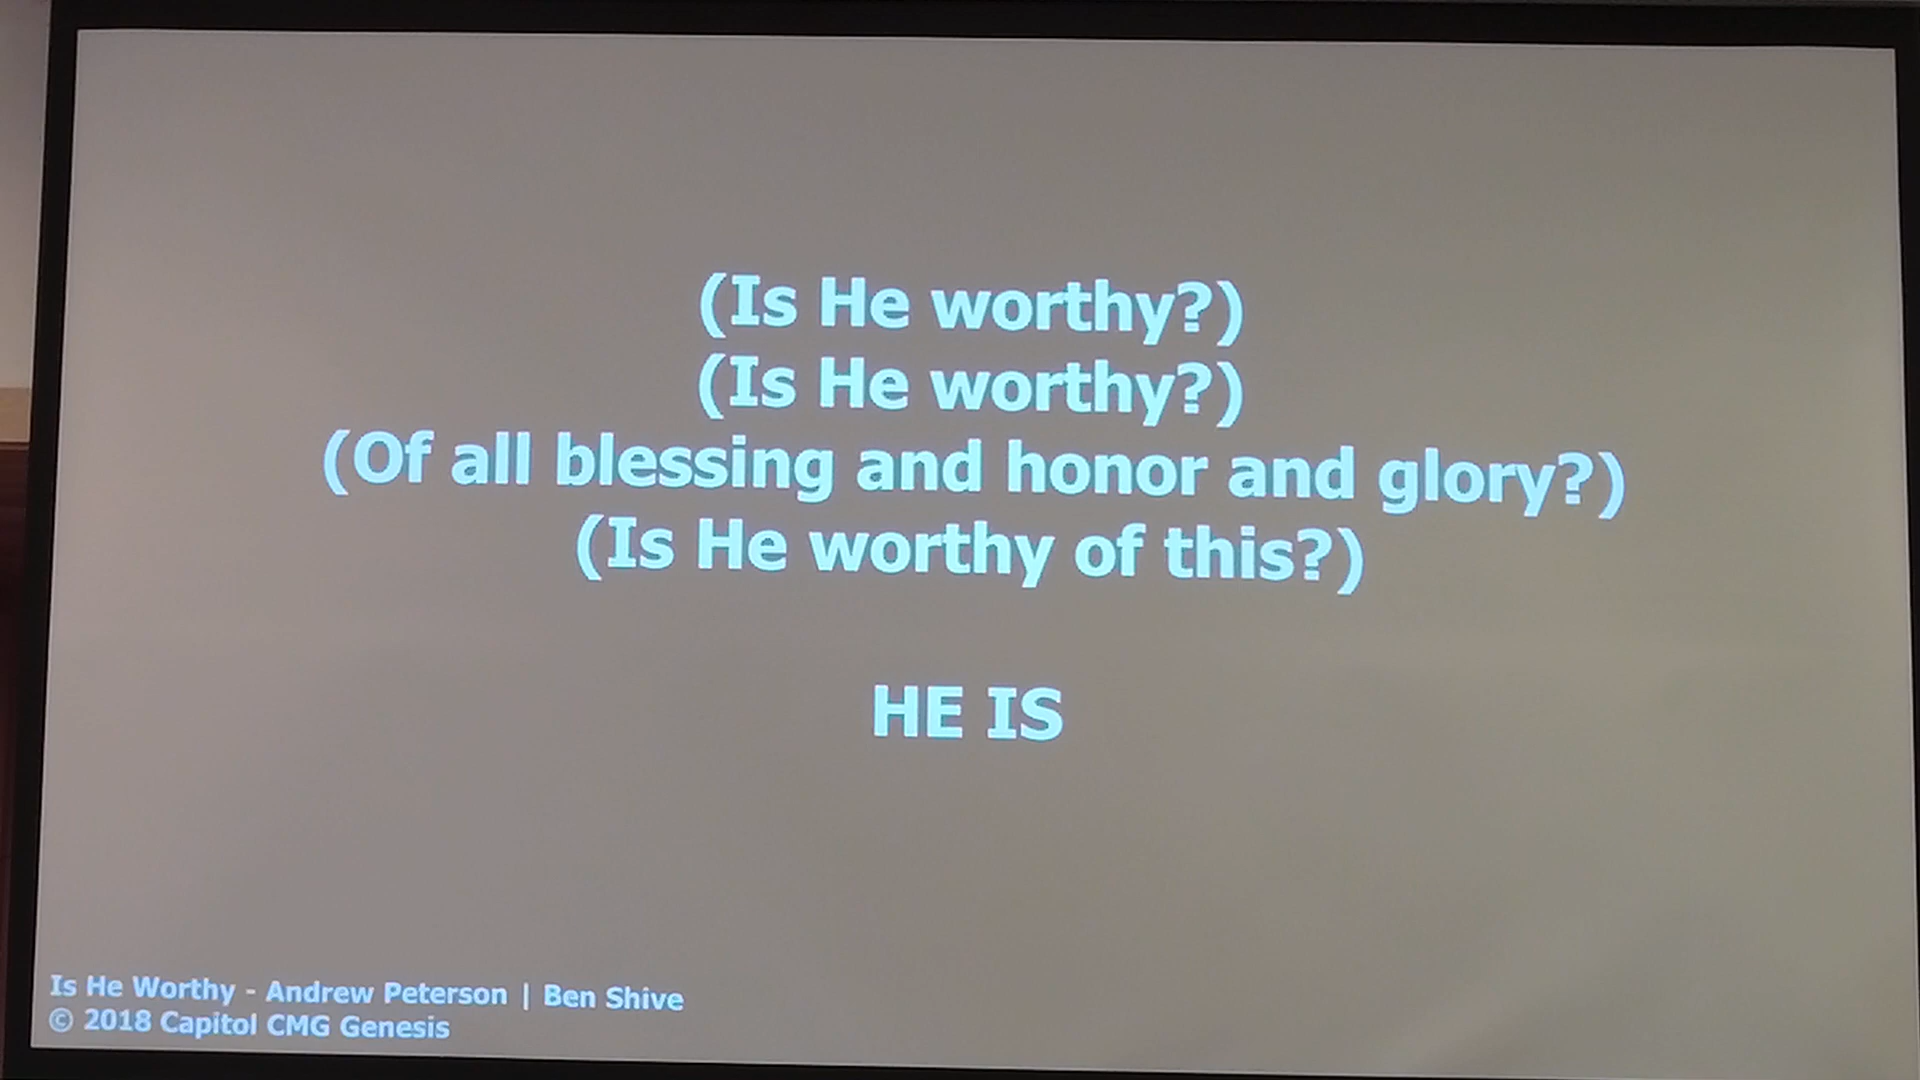 (Is He worthy?)
(Is He worthy?)
(Of all blessing and honor and glory?)
(Is He worthy of this?)
HE IS
Is He Worthy - Andrew Peterson | Ben Shive
© 2018 Capitol CMG Genesis